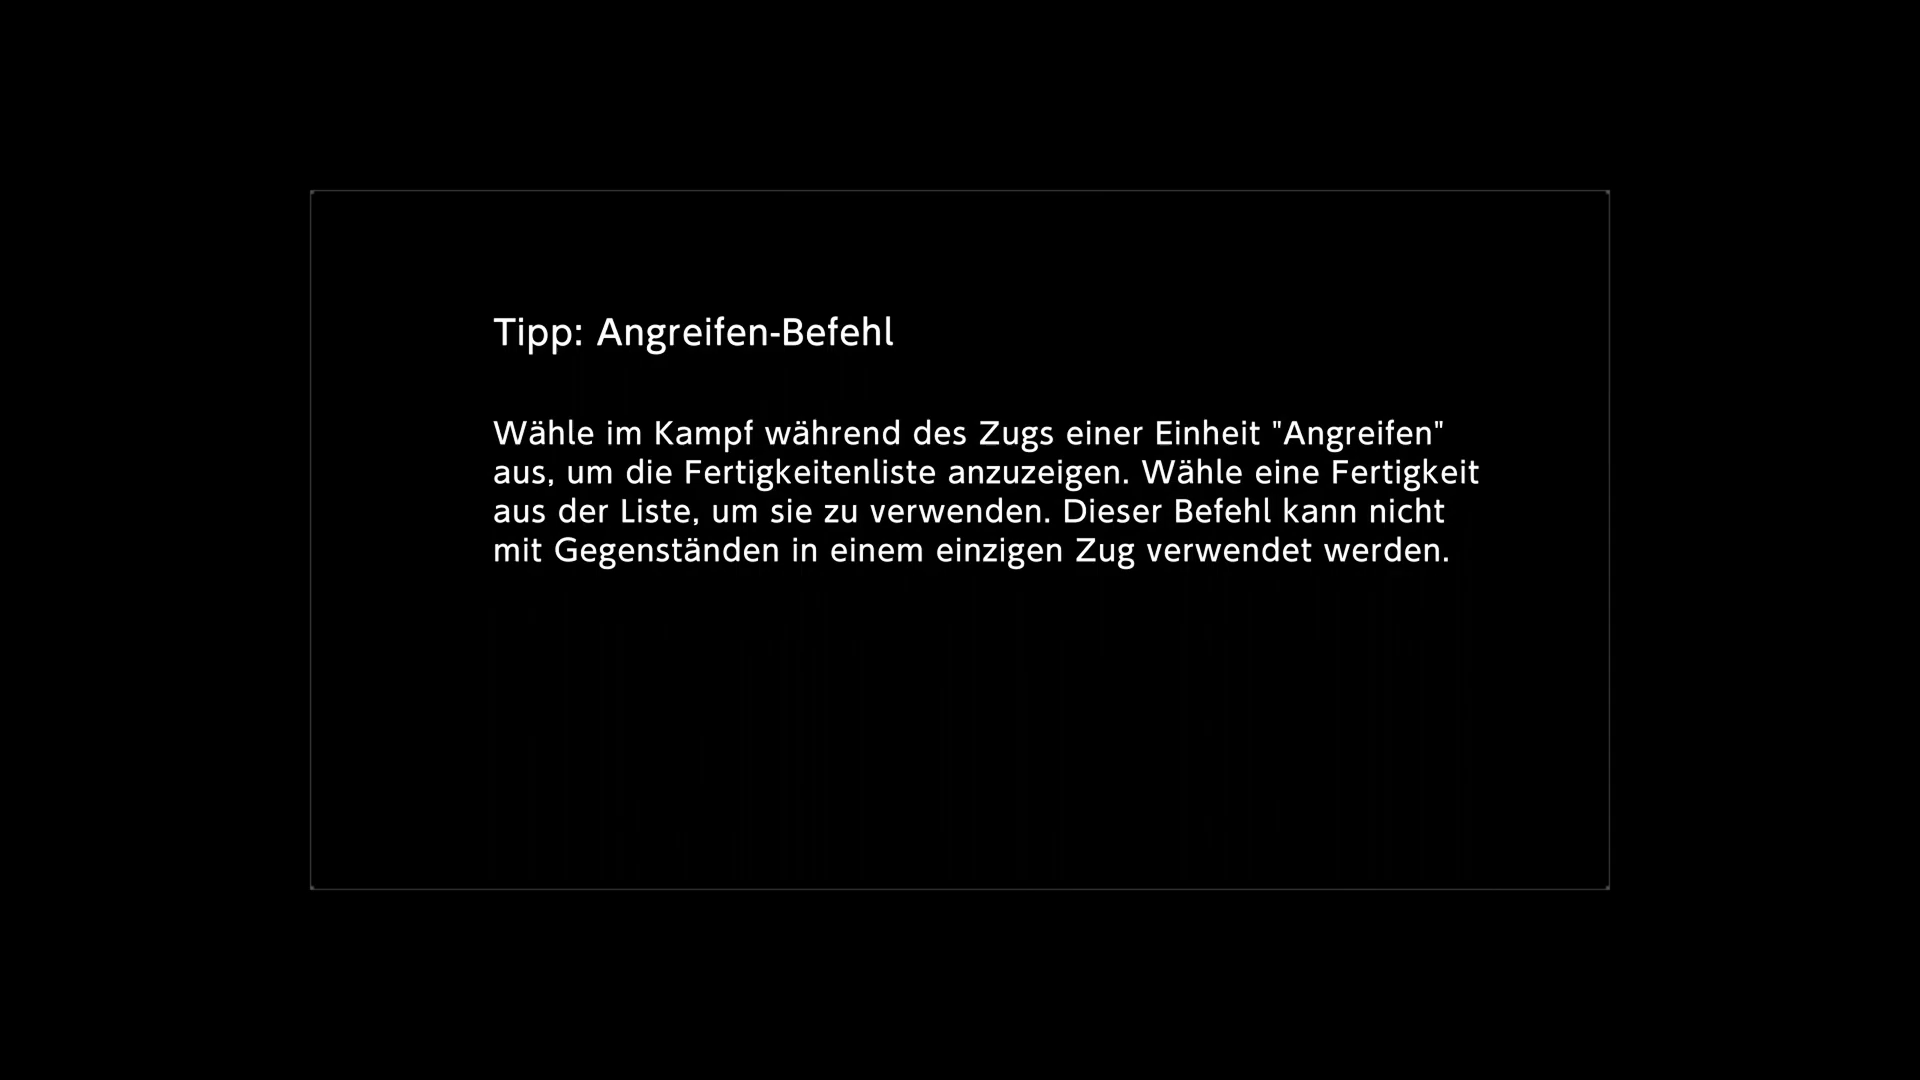 Tipp: Angreifen-Befehl
Wähle im Kampf während des Zugs einer Einheit "Angreifen"
aus, um die Fertigkeitenliste anzuzeigen. Wähle eine Fertigkeit
aus der Liste, um sie zu verwenden. Dieser Befehl kann nicht
mit Gegenständen in einem einzigen Zug verwendet werden.